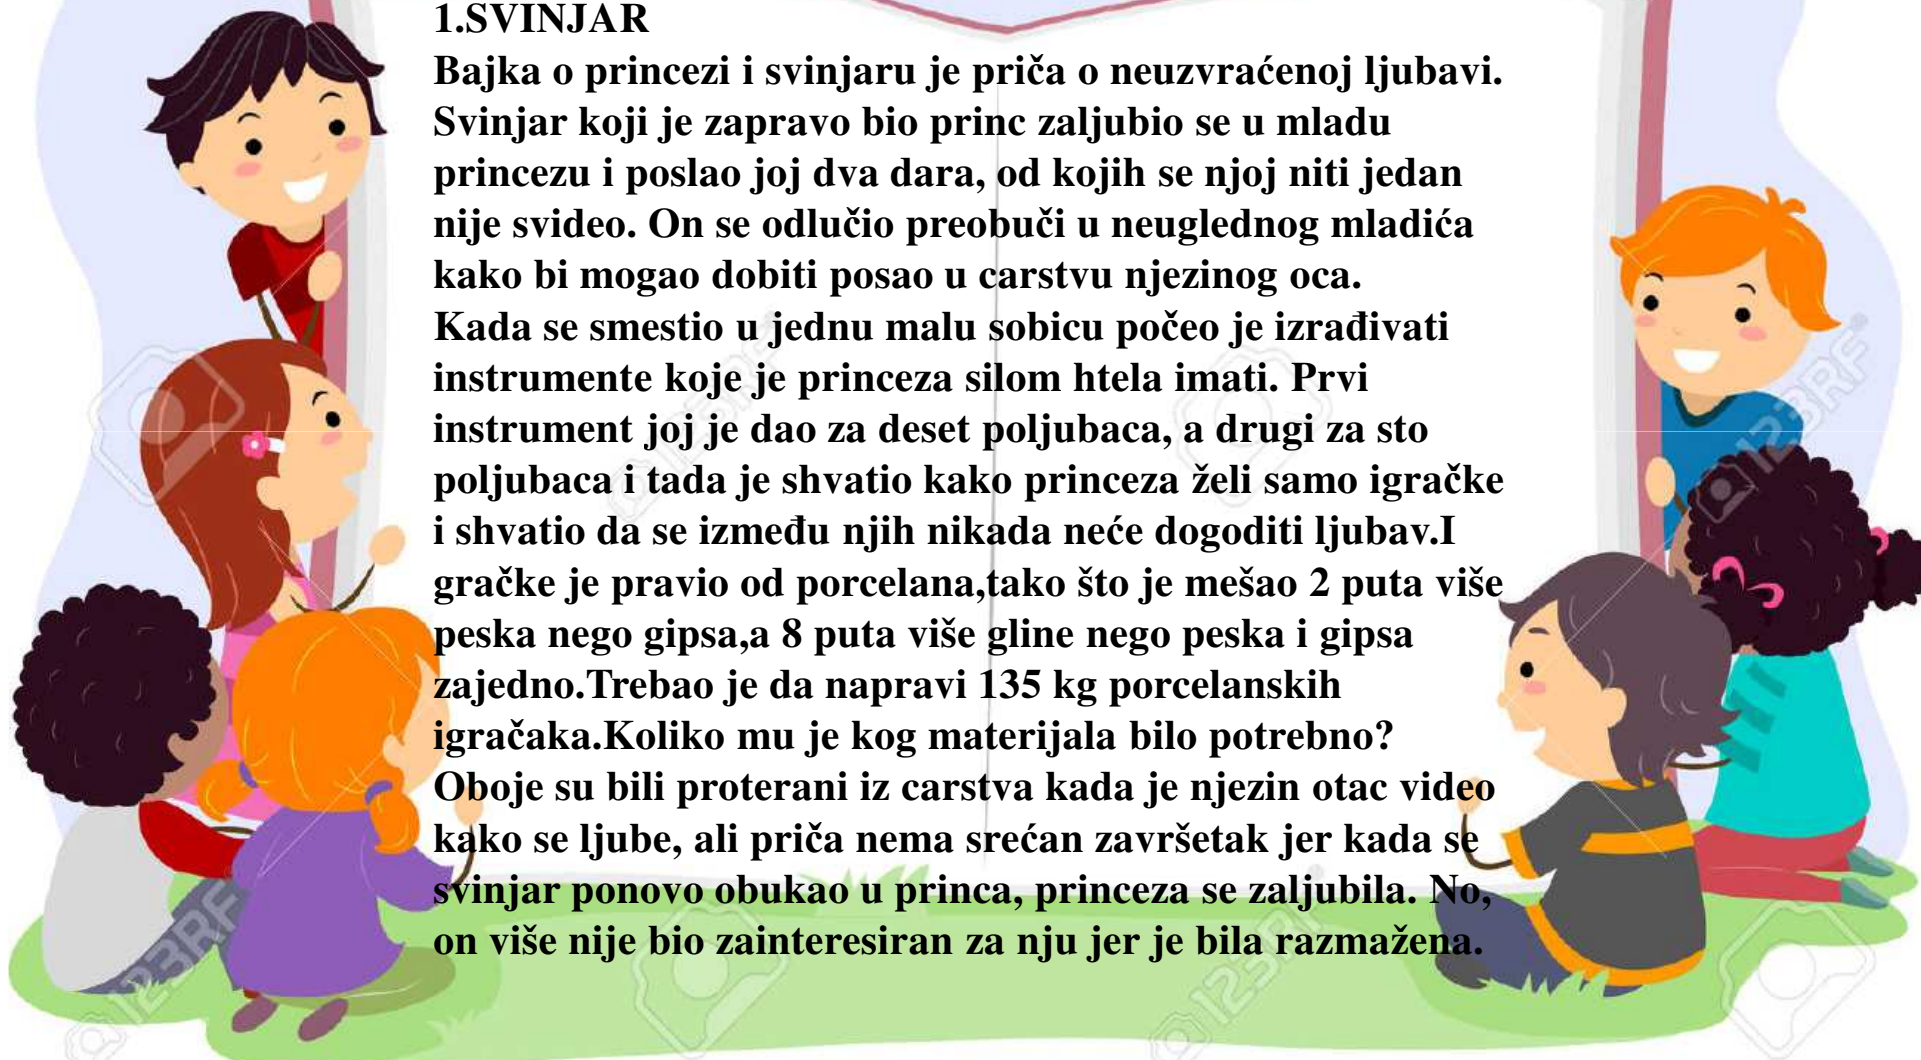 1.SVINJAR
Bajka o princezi i svinjaru je priča o neuzvraćenoj ljubavi.
Svinjar koji je zapravo bio princ zaljubio se u mladu
princezu i poslao joj dva dara, od kojih se njoj niti jedan
nije svideo. On se odlučio preobuči u neuglednog mladića
kako bi mogao dobiti posao u carstvu njezinog oca.
Kada se smestio u jednu malu sobicu počeo je izrađivati
instrumente koje je princeza silom htela imati. Prvi
instrument joj je dao za deset poljubaca, a drugi za sto
poljubaca i tada je shvatio kako princeza želi samo igračke
i shvatio da se između njih nikada neće dogoditi ljubav.I
gračke je pravio od porcelana,tako što je mešao 2 puta više
peska nego gipsa,a 8 puta više gline nego peska i gipsa
zajedno.Trebao je da napravi 135 kg porcelanskih
igračaka.Koliko mu je kog materijala bilo potrebno?
Oboje su bili proterani iz carstva kada je njezin otac video
kako se ljube, ali priča nema srećan završetak jer kada se
svinjar ponovo obukao u princa, princeza se zaljubila. No,
on više nije bio zainteresiran za nju jer je bila razmažena.
@123RF
@123RF
@123RF
@123RF
@123RF
@123RF
@123RF